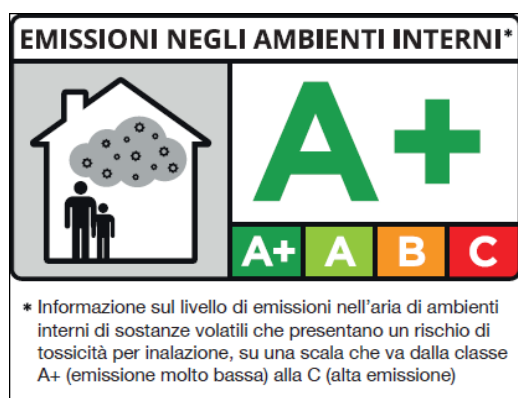 EMISSIONI NEGLI AMBIENTI INTERNI*
A+
A+ A B C
* Informazione sul livello di emissioni nell'aria di ambienti
interni di sostanze volatili che presentano un rischio di
tossicità per inalazione, su una scala che va dalla classe
A+ (emissione molto bassa) alla C (alta emissione)